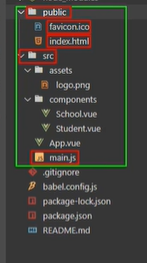 public
favicon.ico
index.html
src
assets
logo.png
components
School.vue
Student.vue
App.vue
main.js
.gitignore
babel.config.js
package-lock.json
package.json
README.md